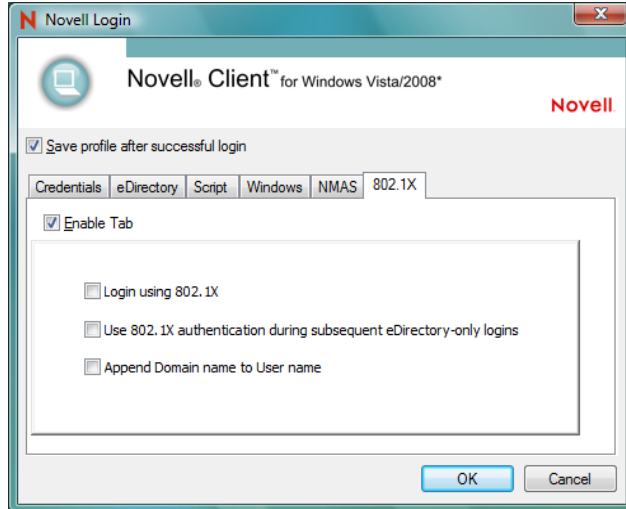 Novell Login
Novell® Client™ for Windows Vista/2008*
Novell.
Save profile after successful login
Credentials eDirectory Script Windows NMAS 802.1X
Enable Tab
Login using 802.1X
Use 802.1X authentication during subsequent eDirectory-only logins
Append Domain name to User name
OK Cancel